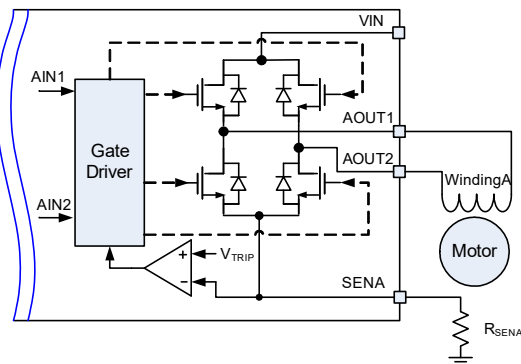 VIN
AIN1
AOUT1
Gate
Driver
AOUT2
WindingA
AIN2
Motor
+
VTRIP
−
SENA
RSENA